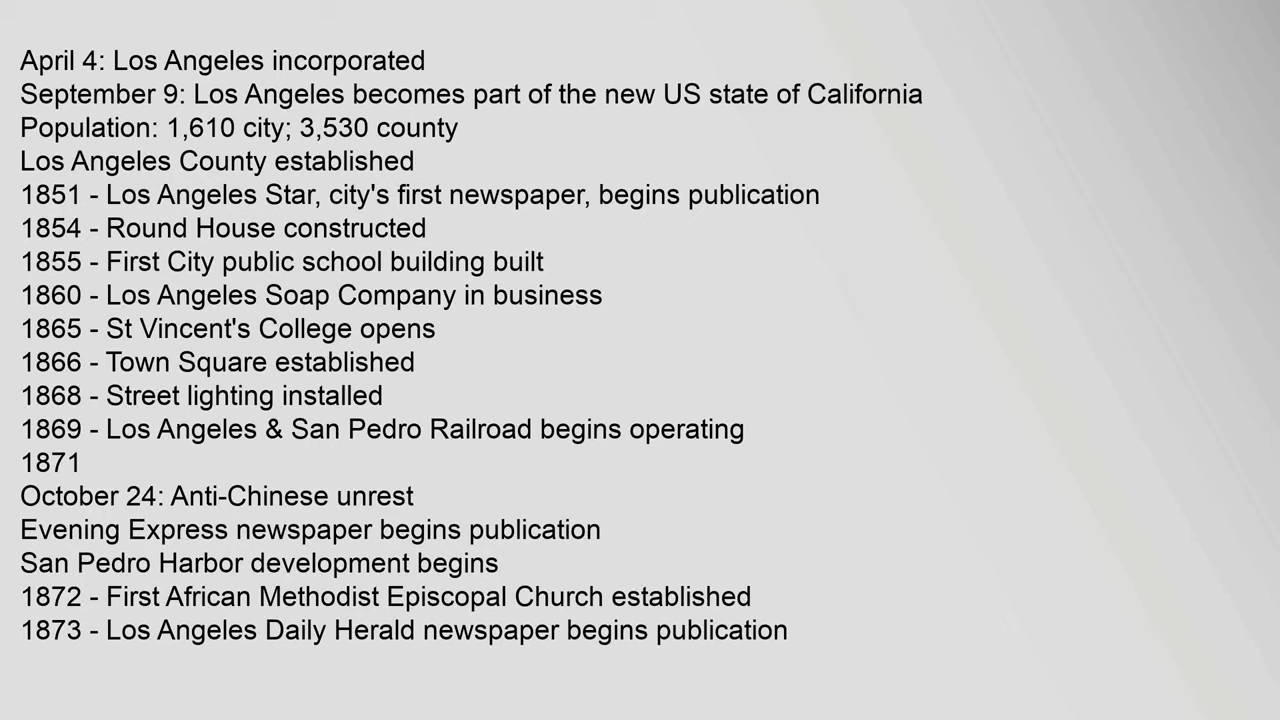 April 4: Los Angeles incorporated
September 9: Los Angeles becomes part of the new US state of California
Population: 1,610 city; 3,530 county
Los Angeles County established
1851 - Los Angeles Star, city's first newspaper, begins publication
1854 - Round House constructed
1855 - First City public school building built
1860 - Los Angeles Soap Company in business
1865 - St Vincent's College opens
1866 - Town Square established
1868 - Street lighting installed
1869 - Los Angeles & San Pedro Railroad begins operating
1871
October 24: Anti-Chinese unrest
Evening Express newspaper begins publication
San Pedro Harbor development begins
1872 - First African Methodist Episcopal Church established
1873 - Los Angeles Daily Herald newspaper begins publication